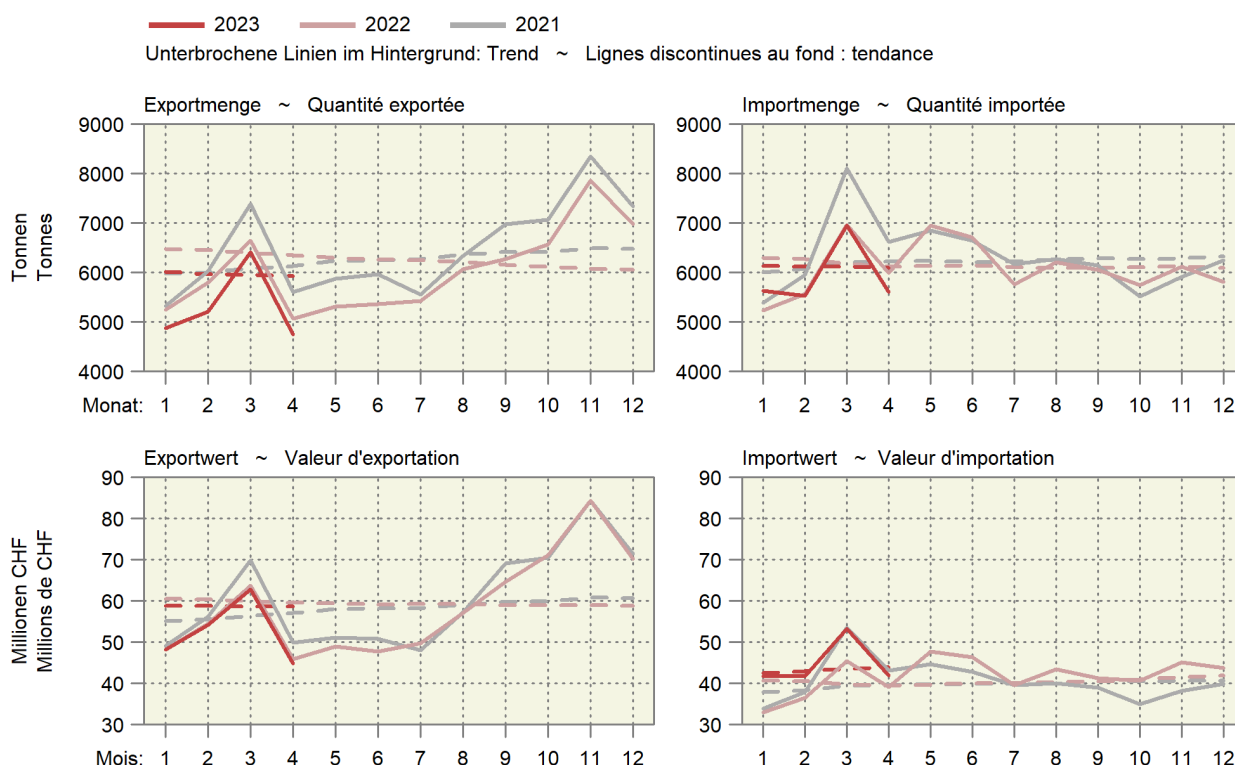 2023 2022 2021
Unterbrochene Linien im Hintergrund: Trend ~ Lignes discontinues au fond : tendance
Exportmenge ~ Quantité exportée
Tonnen
Tonnes
9000
8000
7000
6000
5000
4000
Monat: 1 2 3 4 5 6 7 8 9 10 11 12
Importmenge ~ Quantité importée
9000
8000
7000
6000
5000
4000
1 2 3 4 5 6 7 8 9 10 11 12
Exportwert ~ Valeur d'exportation
Millionen CHF
Millions de CHF
90
80
70
60
50
40
30
Mois: 1 2 3 4 5 6 7 8 9 10 11 12
Importwert ~ Valeur d'importation
90
80
70
60
50
40
30
1 2 3 4 5 6 7 8 9 10 11 12